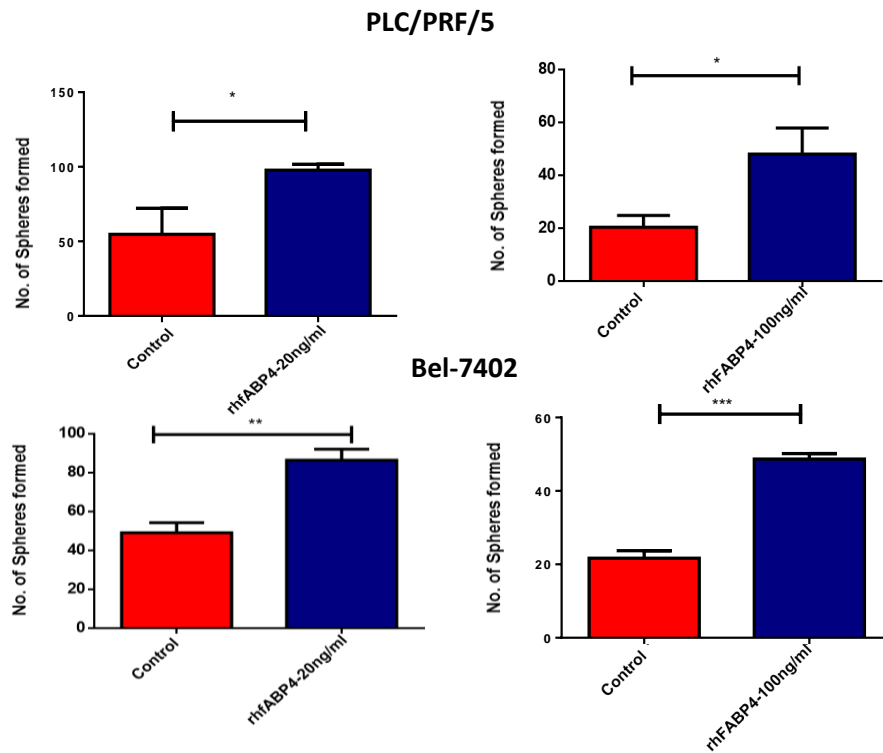 PLC/PRF/5
*
No. of Spheres formed
150
100
50
0
Control
rhfABP4-20ng/ml
*
No. of Spheres formed
80
60
40
20
0
Control
rhFABP4-100ng/ml
Bel-7402
**
No. of Spheres formed
100
80
60
40
20
0
Control
rhfABP4-20ng/ml
***
No. of Spheres formed
60
40
20
0
Control
rhFABP4-100ng/ml